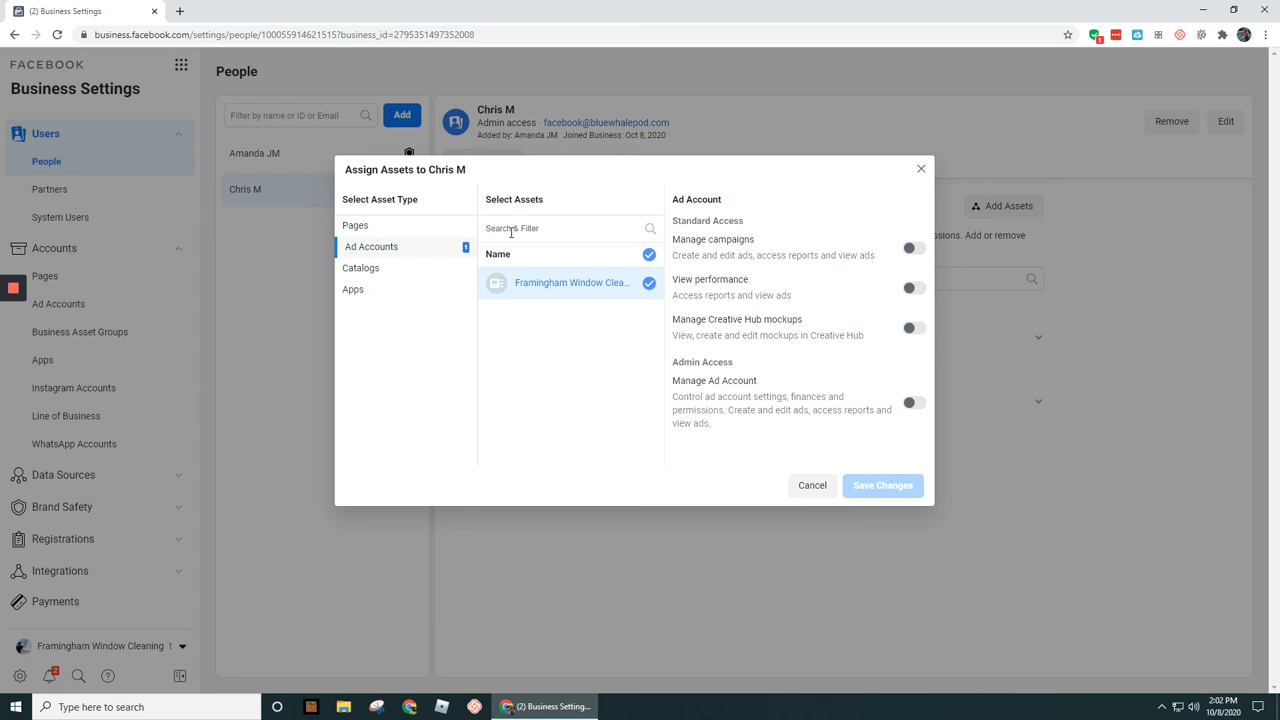 (2) Business Settings
business.facebook.com/settings/people/100055914621515?business_id=2795351497352008
1
FACEBOOK
Business Settings
Users
People
Partners
System Users
Accounts
Pages
Ad Accounts
Business Asset Groups
Apps
Instagram Accounts
Line of Business
WhatsApp Accounts
Data Sources
Brand Safety
Registrations
Integrations
Payments
Framingham Window Cleaning
2
People
Filter by name or ID or Email
Add
Amanda JM
Chris M
Chris M
Admin access · facebook@bluewhalepod.com
Added by: Amanda JM Joined Business: Oct 8, 2020
Remove
Edit
Add Assets
Add or remove
Assign Assets to Chris M
Select Asset Type
Pages
Ad Accounts
1
Catalogs
Apps
Select Assets
Search & Filter
Name
Framingham Window Clea...
Ad Account
Standard Access
Manage campaigns
Create and edit ads, access reports and view ads
View performance
Access reports and view ads
Manage Creative Hub mockups
View, create and edit mockups in Creative Hub
Admin Access
Manage Ad Account
Control ad account settings, finances and
permissions. Create and edit ads, access reports and
view ads.
Cancel
Save Changes
Type here to search
(2) Business Setting...
2:02 PM
10/8/2020